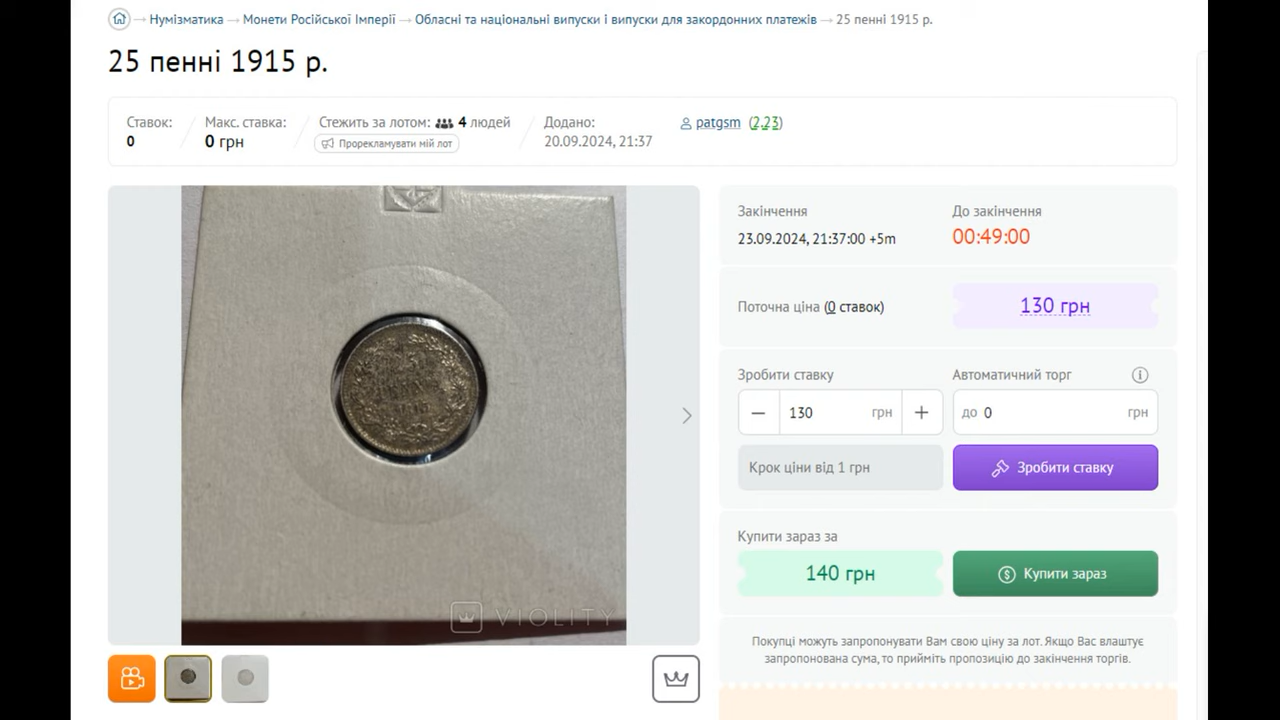 Нумізматика → Монети Російської Імперії → Обласні та національні випуски і випуски для закордонних платежів → 25 пенні 1915 р.
25 пенні 1915 р.
Ставок:
0
Макс. ставка:
0 грн
Стежить за лотом: 4 людей
Прорекламувати мій лот
Додано:
20.09.2024, 21:37
patgsm (2,23)
Закінчення
23.09.2024, 21:37:00 +5m
До закінчення
00:49:00
Поточна ціна (0 ставок)
130 грн
Зробити ставку
— 130 грн +
Автоматичний торг
до 0 грн
Крок ціни від 1 грн
Зробити ставку
Купити зараз за
140 грн
Купити зараз
Покупці можуть запропонувати Вам свою ціну за лот. Якщо Вас влаштує
запропонована сума, то прийміть пропозицію до закінчення торгів.
VIOLITY